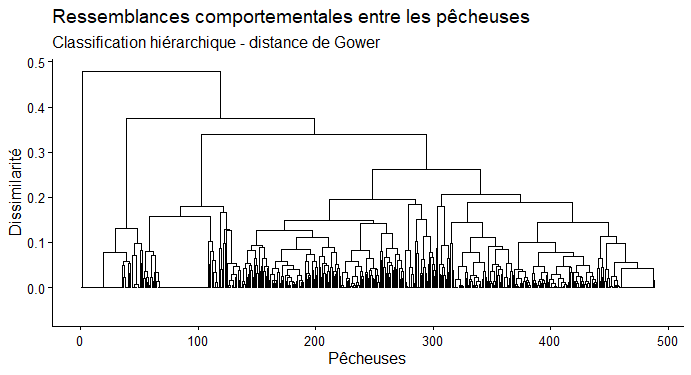 Ressemblances comportementales entre les pêcheuses
Classification hiérarchique - distance de Gower
0.5
0.4
0.3
0.2
0.1
0.0
Dissimilarité
0 100 200 300 400 500
Pêcheuses